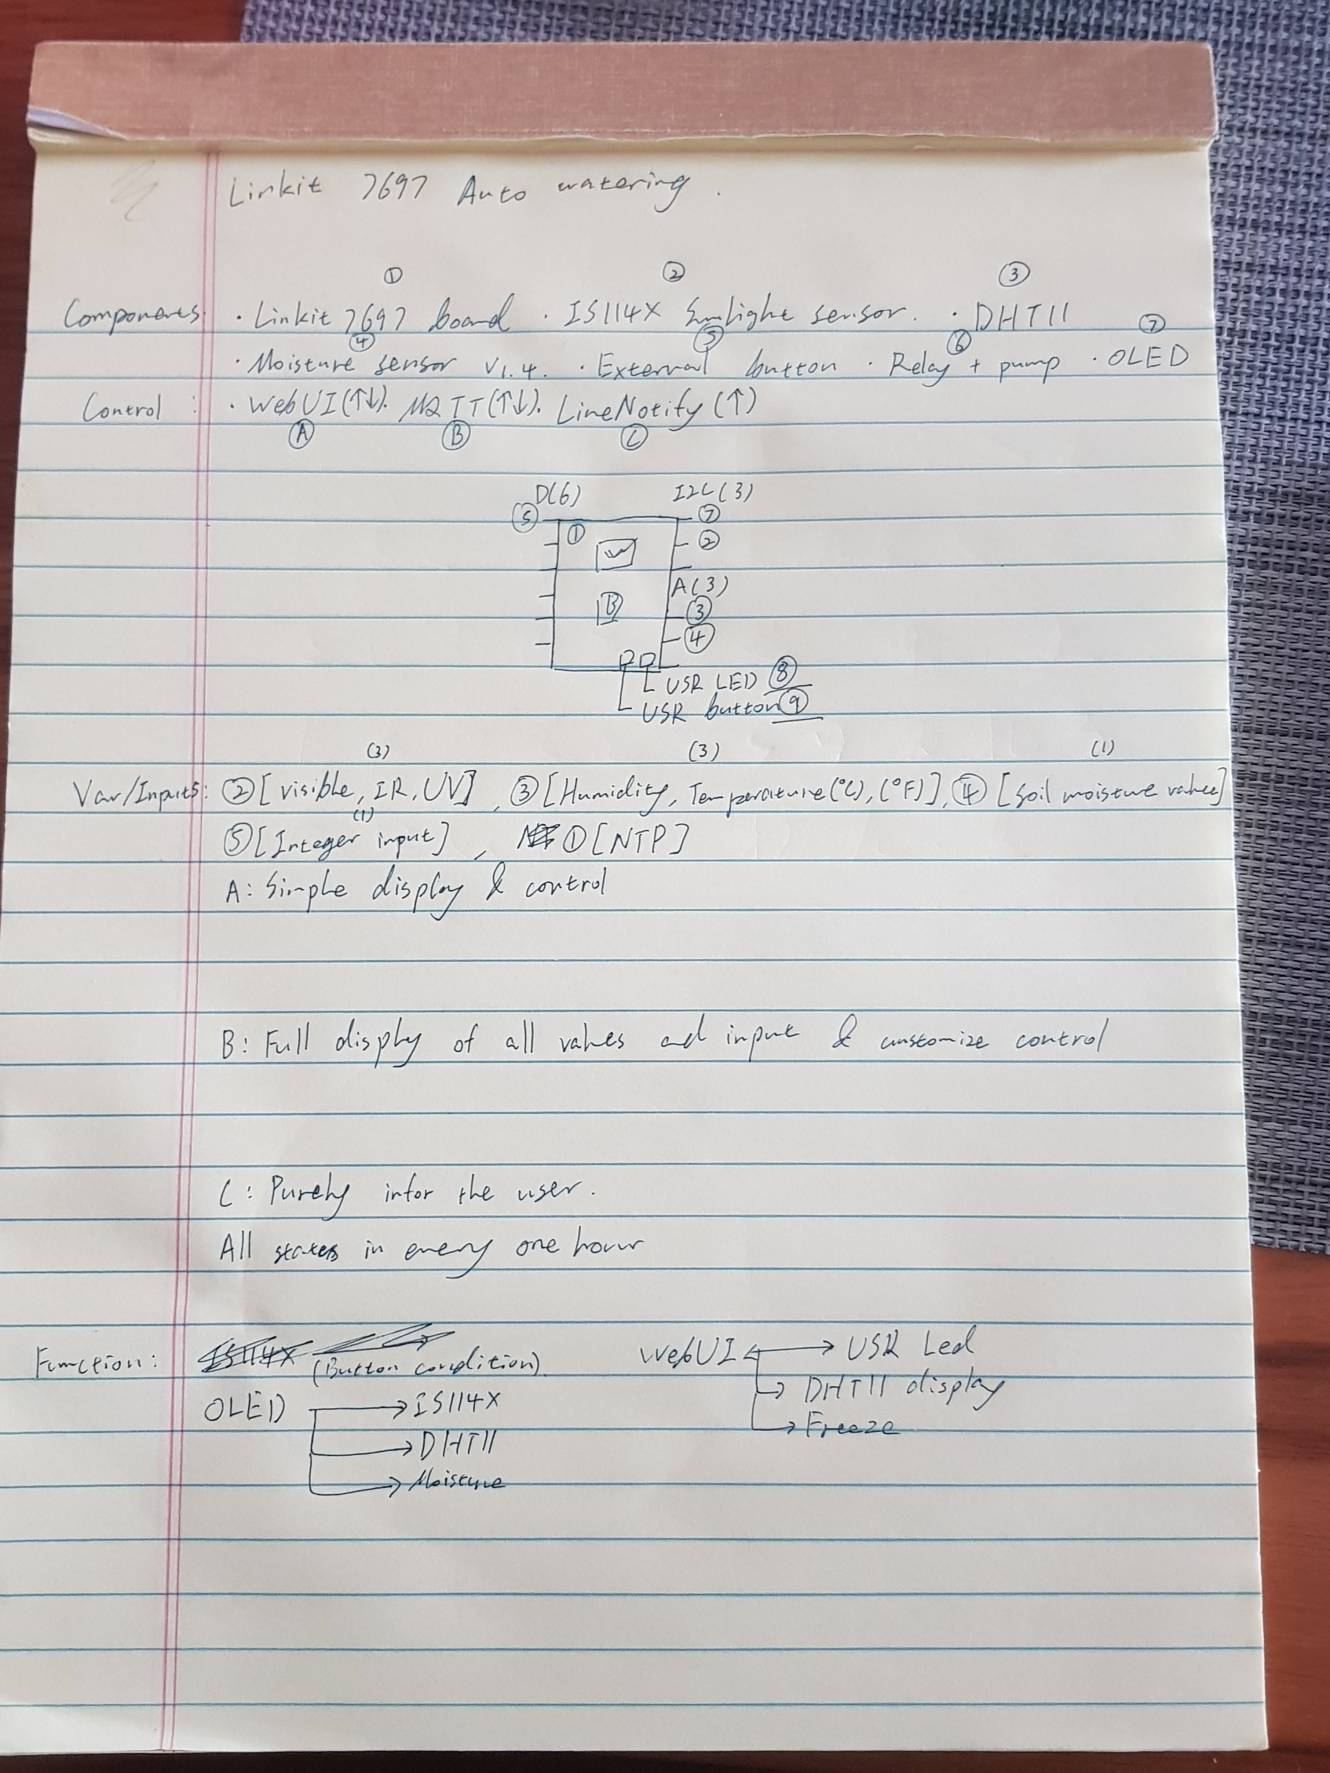 Linkit 7697 Auto watering.
① ② ③
Components: · Linkit 7697 board · IS114X Sunlight sensor. · DHT11
④ ⑤ ⑥ ⑦
· Moisture sensor V1.4. · External button · Relay + pump · OLED
Control : · WebUI(↑↓). MQTT(↑↓). LineNotify(↑)
Ⓐ Ⓑ Ⓒ
D(6) I2C(3)
⑤ ① ⑦
②
A(3)
B ③
④
USR LED ⑧
USR button ⑨
(3) (3) (1)
Var/Inputs: ②[visible, IR, UV], ③[Humidity, Temperature(°C), (°F)], ④[Soil moisture values]
(1)
⑤[Integer input], ①[NTP]
A: Simple display & control
B: Full display of all values ad input & customize control
C: Purely infor the user.
All states in every one hour
Function: IS114X (Button condition). WebUI → USR Led
OLED → IS114X → DHT11 display
→ DHT11 → Freeze
→ Moisture